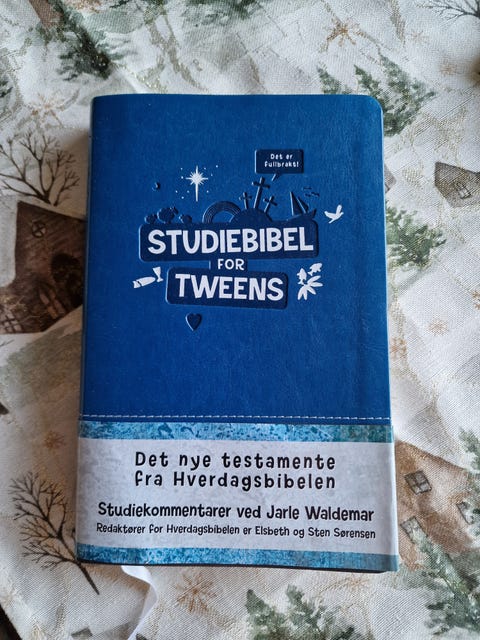 Det er
fullbrakt!
STUDIEBIBEL
FOR
TWEENS
Det nye testamente
fra Hverdagsbibelen
Studiekommentarer ved Jarle Waldemar
Redaktører for Hverdagsbibelen er Elsbeth og Sten Sørensen